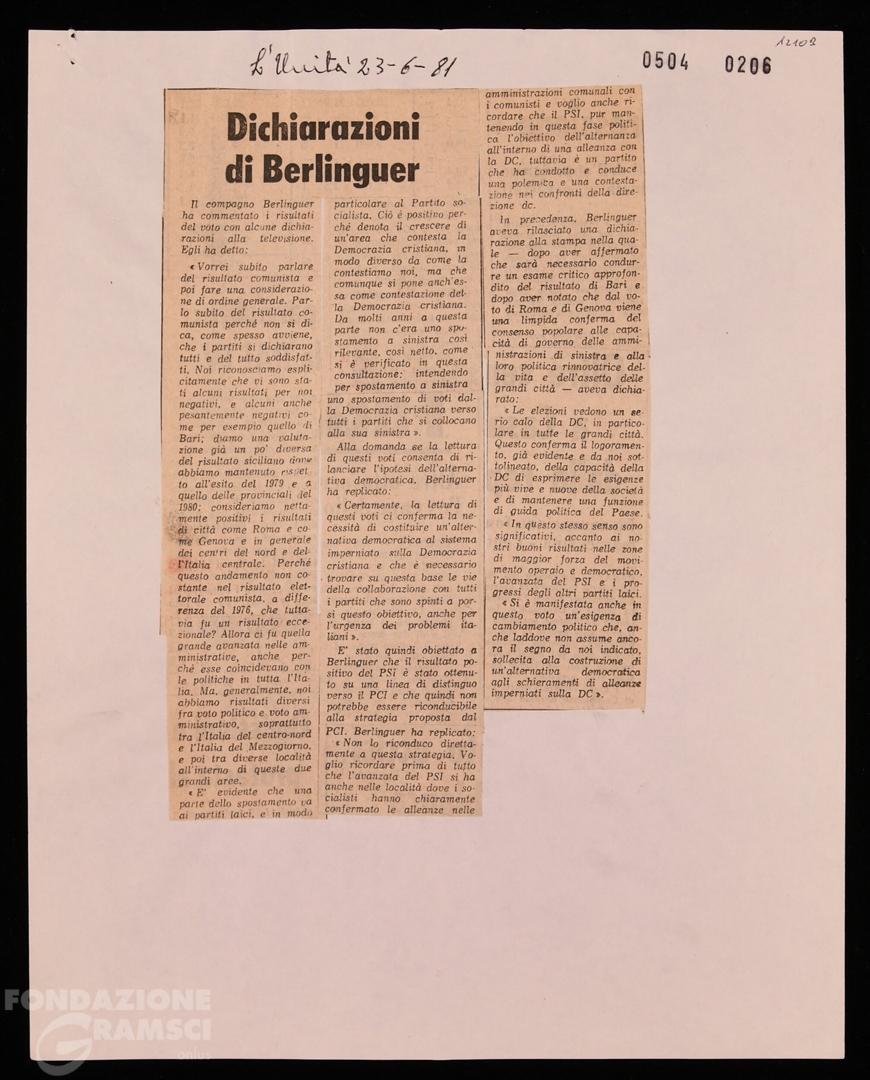 12109
L'Unità 23-6-81
0504 0206
Dichiarazioni
di Berlinguer
Il compagno Berlinguer
ha commentato i risultati
del voto con alcune dichia-
razioni alla televisione.
Egli ha detto:
« Vorrei subito parlare
del risultato comunista e
poi fare una considerazio-
ne di ordine generale. Par-
lo subito del risultato co-
munista perché non si di-
ca, come spesso avviene,
che i partiti si dichiarano
tutti e del tutto soddisfat-
ti. Noi riconosciamo espli-
citamente che vi sono sta-
ti alcuni risultati per noi
negativi, e alcuni anche
pesantemente negativi co-
me per esempio quello di
Bari; diamo una valuta-
zione già un po' diversa
del risultato siciliano dove
abbiamo mantenuto rispet-
to all'esito del 1979 e a
quello delle provinciali del
1980; consideriamo netta-
mente positivi i risultati
di città come Roma e co-
me Genova e in generale
dei centri del nord e del-
l'Italia centrale. Perché
questo andamento non co-
stante nel risultato elet-
torale comunista, a diffe-
renza del 1976, che tutta-
via fu un risultato ecce-
zionale? Allora ci fu quella
grande avanzata nelle am-
ministrative, anche per-
ché esse coincidevano con
le politiche in tutta l'Ita-
lia. Ma, generalmente, noi
abbiamo risultati diversi
fra voto politico e voto am-
ministrativo, soprattutto
tra l'Italia del centro-nord
e l'Italia del Mezzogiorno,
e poi tra diverse località
all'interno di queste due
grandi aree.
« E' evidente che una
parte dello spostamento va
ai partiti laici, e in modo
particolare al Partito so-
cialista. Ciò è positivo per-
ché denota il crescere di
un'area che contesta la
Democrazia cristiana, in
modo diverso da come la
contestiamo noi, ma che
comunque si pone anch'es-
sa come contestazione del-
la Democrazia cristiana.
Da molti anni a questa
parte non c'era uno spo-
stamento a sinistra così
rilevante, così netto, come
si è verificato in questa
consultazione: intendendo
per spostamento a sinistra
uno spostamento di voti dal-
la Democrazia cristiana verso
tutti i partiti che si collocano
alla sua sinistra ».
Alla domanda se la lettura
di questi voti consenta di ri-
lanciare l'ipotesi dell'alterna-
tiva democratica, Berlinguer
ha replicato:
« Certamente, la lettura di
questi voti ci conferma la ne-
cessità di costituire un'alter-
nativa democratica al sistema
imperniato sulla Democrazia
cristiana e che è necessario
trovare su questa base le vie
della collaborazione con tutti
i partiti che sono spinti a por-
si questo obiettivo, anche per
l'urgenza dei problemi ita-
liani ».
E' stato quindi obiettato a
Berlinguer che il risultato po-
sitivo del PSI è stato ottenu-
to su una linea di distinguo
verso il PCI e che quindi non
potrebbe essere riconducibile
alla strategia proposta dal
PCI. Berlinguer ha replicato:
« Non lo riconduco diretta-
mente a questa strategia. Vo-
glio ricordare prima di tutto
che l'avanzata del PSI si ha
anche nelle località dove i so-
cialisti hanno chiaramente
confermato le alleanze nelle
amministrazioni comunali con
i comunisti e voglio anche ri-
cordare che il PSI, pur man-
tenendo in questa fase politi-
ca l'obiettivo dell'alternanza
all'interno di una alleanza con
la DC, tuttavia è un partito
che ha condotto e conduce
una polemica e una contesta-
zione nei confronti della dire-
zione dc.
In precedenza, Berlinguer
aveva rilasciato una dichia-
razione alla stampa nella qua-
le — dopo aver affermato
che sarà necessario condur-
re un esame critico approfon-
dito del risultato di Bari e
dopo aver notato che dal vo-
to di Roma e di Genova viene
una limpida conferma del
consenso popolare alle capa-
cità di governo delle ammi-
nistrazioni di sinistra e alla
loro politica rinnovatrice del-
la vita e dell'assetto delle
grandi città — aveva dichia-
rato:
« Le elezioni vedono un se-
rio calo della DC, in partico-
lare in tutte le grandi città.
Questo conferma il logoramen-
to, già evidente e da noi sot-
tolineato, della capacità della
DC di esprimere le esigenze
più vive e nuove della società
e di mantenere una funzione
di guida politica del Paese.
« In questo stesso senso sono
significativi, accanto ai no-
stri buoni risultati nelle zone
di maggior forza del movi-
mento operaio e democratico,
l'avanzata del PSI e i pro-
gressi degli altri partiti laici.
« Si è manifestata anche in
questo voto un'esigenza di
cambiamento politico che, an-
che laddove non assume anco-
ra il segno da noi indicato,
sollecita alla costruzione di
un'alternativa democratica
agli schieramenti di alleanze
imperniati sulla DC ».
FONDAZIONE
GRAMSCI
onlus